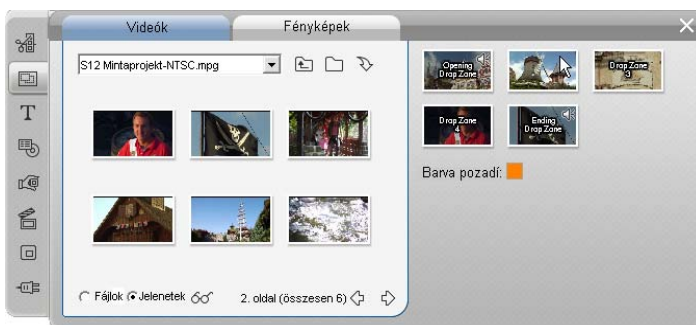 Videók
Fényképek
S12 Mintaprojekt-NTSC.mpg
Opening
Drop Zone
Drop Zone
3
Drop Zone
4
Ending
Drop Zone
Barva pozadí:
Fájlok
Jelenetek
2. oldal (összesen 6)
T